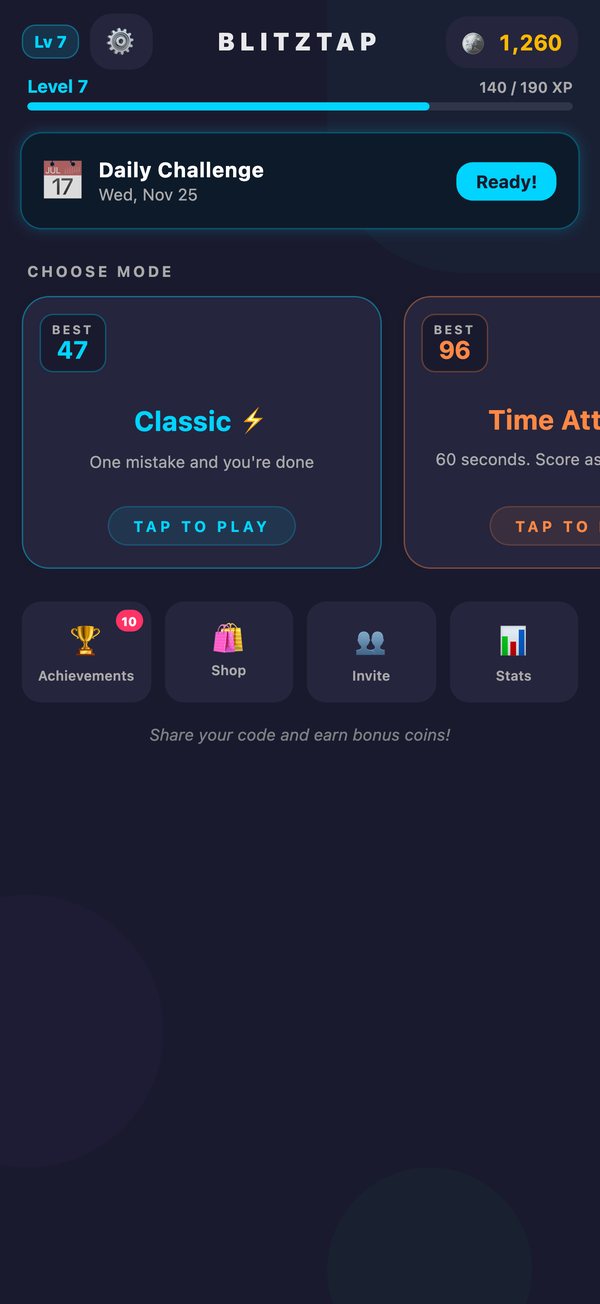 Lv 7
BLITZTAP
1,260
Level 7
140 / 190 XP
JUL
17
Daily Challenge
Wed, Nov 25
Ready!
CHOOSE MODE
BEST
47
Classic
One mistake and you're done
TAP TO PLAY
BEST
96
Time Att
60 seconds. Score as
TAP TO
10
Achievements
Shop
Invite
Stats
Share your code and earn bonus coins!